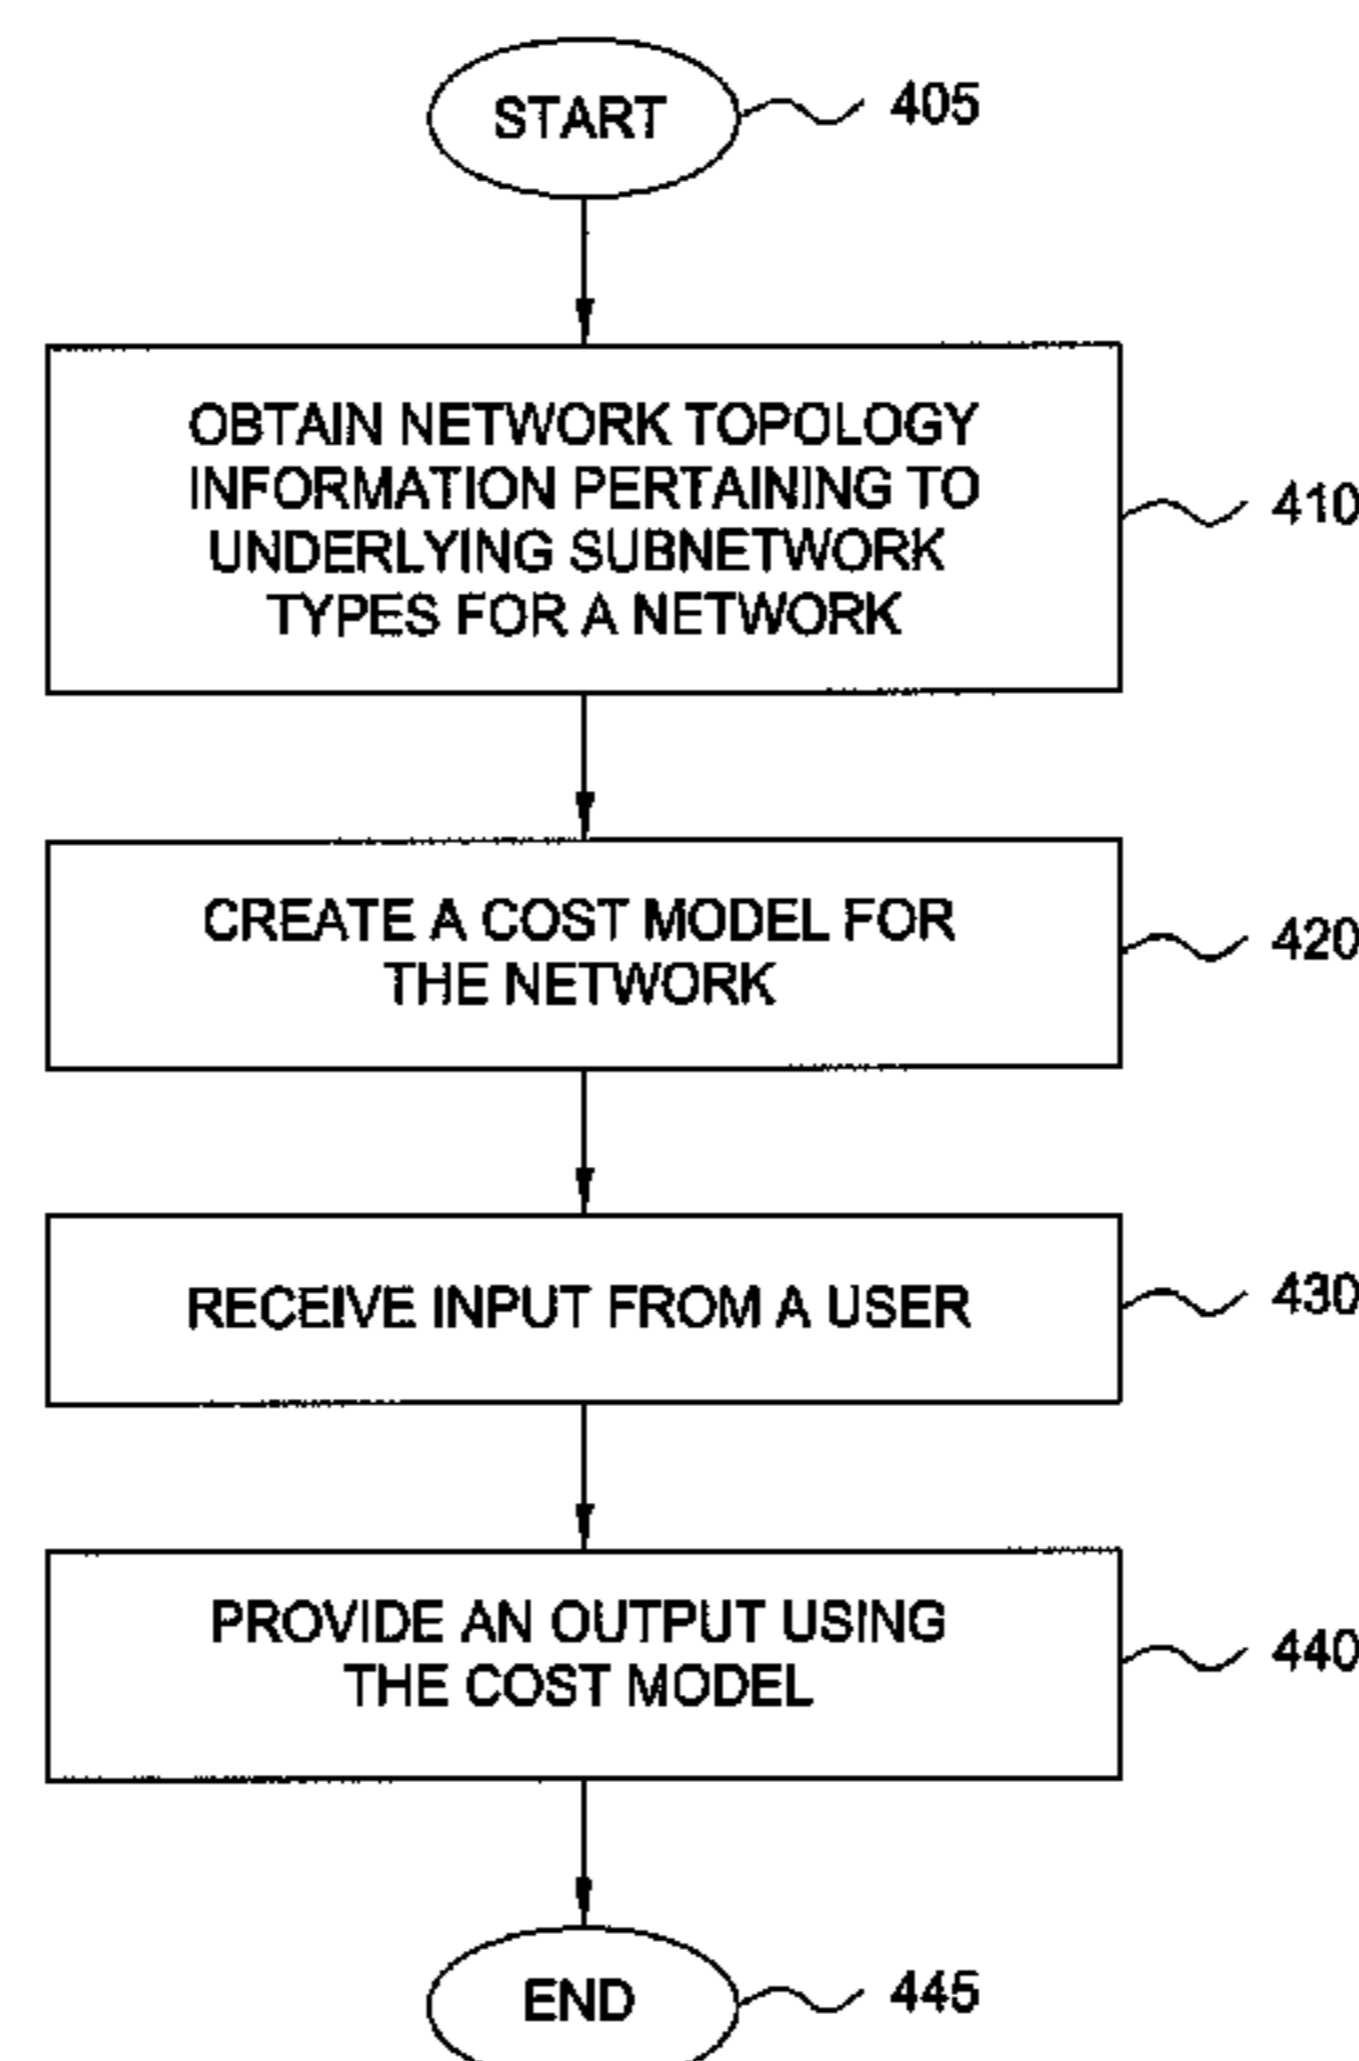 START
405
OBTAIN NETWORK TOPOLOGY
INFORMATION PERTAINING TO
UNDERLYING SUBNETWORK
TYPES FOR A NETWORK
410
CREATE A COST MODEL FOR
THE NETWORK
420
RECEIVE INPUT FROM A USER
430
PROVIDE AN OUTPUT USING
THE COST MODEL
440
END
445